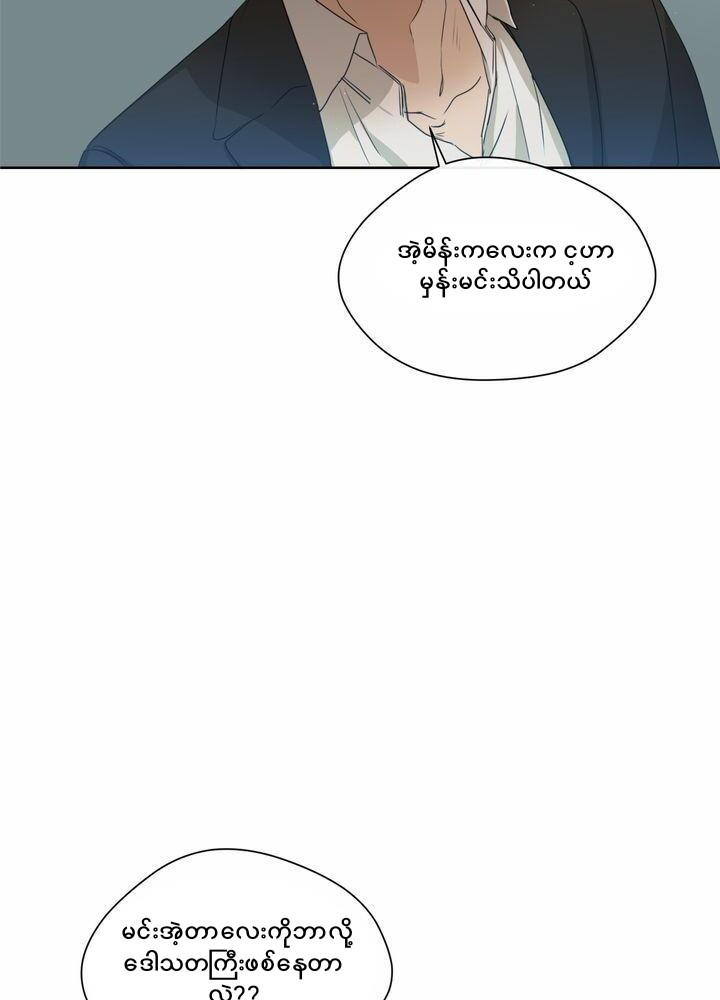 အဲ့မိန်းကလေးက ငှဟာ
မှန်းမင်းသိပါတယ်
မင်းအဲ့တာလေးကိုဘာလို့
ဒေါသတကြီးဖစ်နေတာ
လဲ??